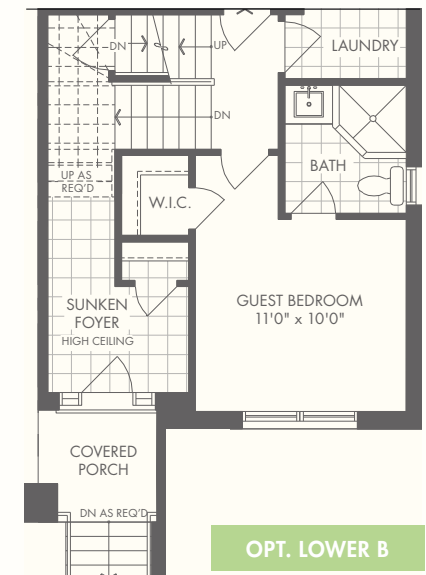 DN
UP
LAUNDRY
DN
BATH
UP AS
REQ'D
W.I.C.
SUNKEN
FOYER
HIGH CEILING
GUEST BEDROOM
11'0" x 10'0"
COVERED
PORCH
DN AS REQ'D
OPT. LOWER B